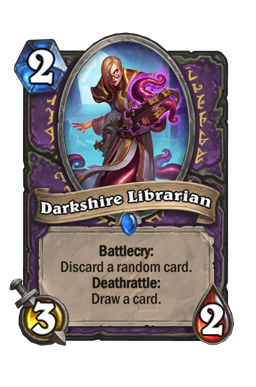 2
Darkshire Librarian
Battlecry:
Discard a random card.
Deathrattle:
Draw a card.
3
2